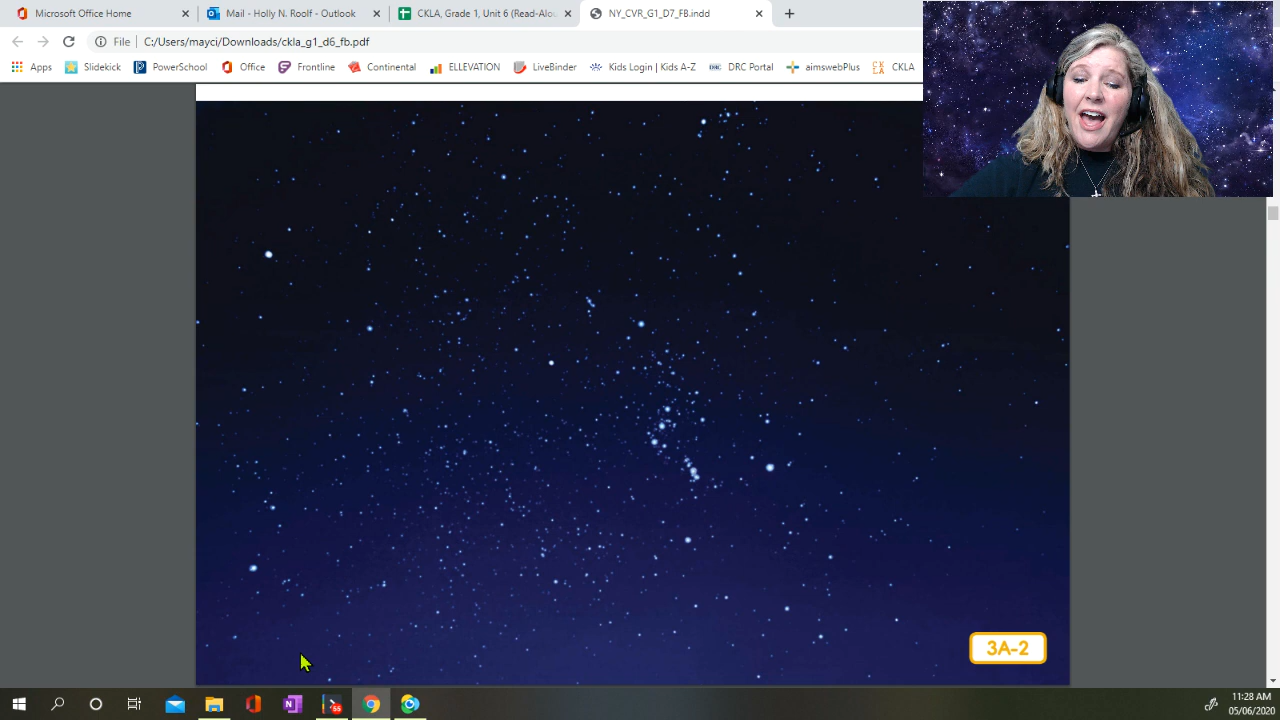 Microsoft Office Home
Mail - Holly N. Roolf - Outlook
CKLA, Grade 1, Unit 6 (Read-Alou
NY_CVR_G1_D7_FB.indd
File
C:/Users/mayci/Downloads/ckla_g1_d6_fb.pdf
Apps
Slidekick
PowerSchool
Office
Frontline
Continental
ELLEVATION
LiveBinder
Kids Login | Kids A-Z
DRC Portal
aimswebPlus
CKLA
3A-2
55
11:28 AM
05/06/2020